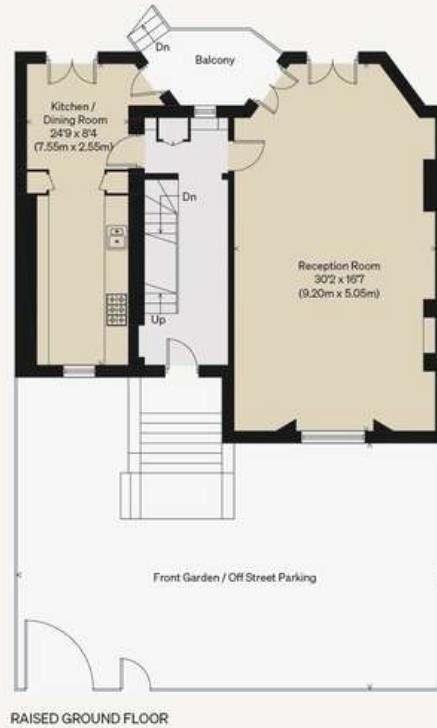 Dn
Balcony
Kitchen /
Dining Room
24'9 x 8'4
(7.55m x 2.55m)
Dn
Reception Room
30'2 x 16'7
(9.20m x 5.05m)
Up
Front Garden / Off Street Parking
RAISED GROUND FLOOR